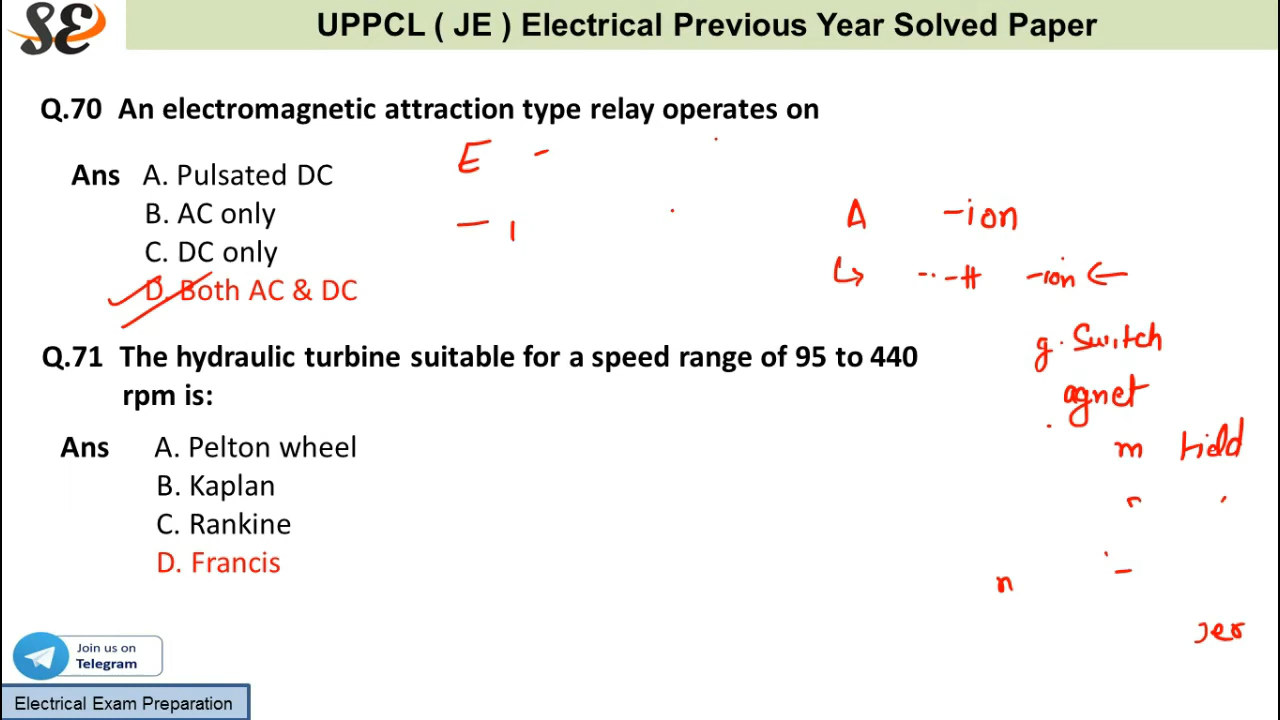 SE
UPPCL ( JE ) Electrical Previous Year Solved Paper
Q.70 An electromagnetic attraction type relay operates on
Ans A. Pulsated DC
B. AC only
C. DC only
D. Both AC & DC
E
A -ion
-ion
g. Switch
agnet
m
Q.71 The hydraulic turbine suitable for a speed range of 95 to 440
rpm is:
Ans A. Pelton wheel
B. Kaplan
C. Rankine
D. Francis
n
Join us on
Telegram
Electrical Exam Preparation